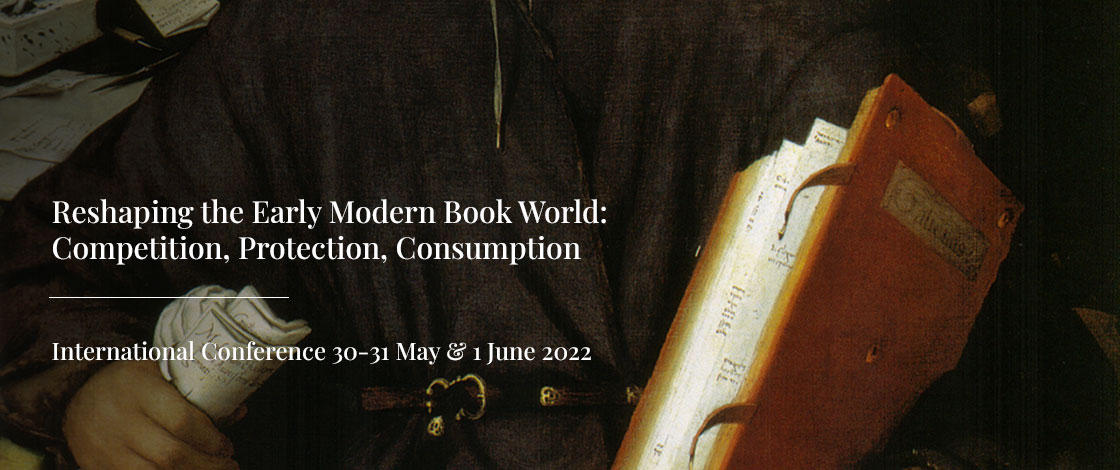 Reshaping the Early Modern Book World:
Competition, Protection, Consumption
International Conference 30-31 May & 1 June 2022